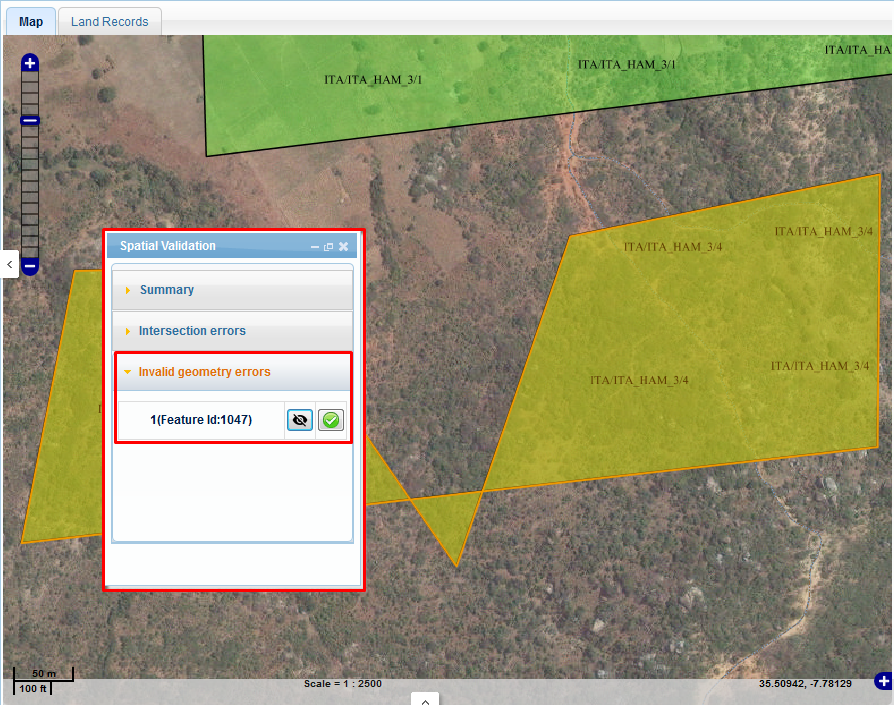 Map
Land Records
ITA/ITA_HAM_3/1
ITA/ITA_HAM_3/1
ITA/ITA_HA
Spatial Validation
Summary
Intersection errors
Invalid geometry errors
1(Feature Id:1047)
ITA/ITA_HAM_3/4
ITA/ITA_HAM_3/4
ITA/ITA_HAM_3/4
ITA/ITA_HAM_3/4
50 m
100 ft
Scale = 1 : 2500
35.50942, -7.78129